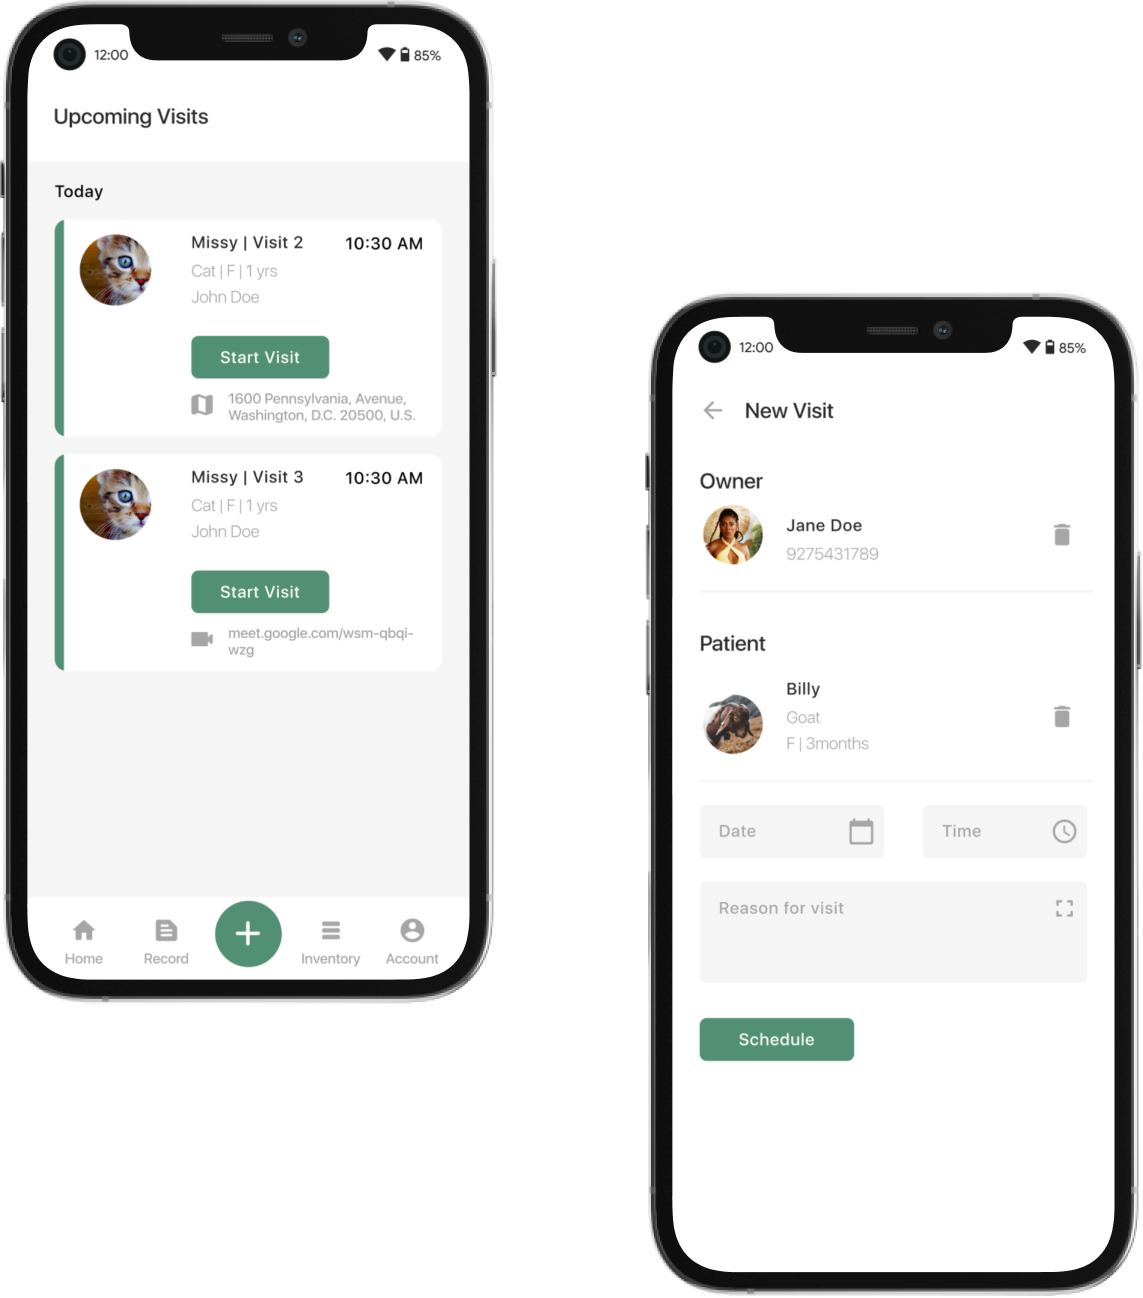 12:00
85%
Upcoming Visits
Today
Missy | Visit 2
10:30 AM
Cat | F | 1 yrs
John Doe
Start Visit
1600 Pennsylvania, Avenue,
Washington, D.C. 20500, U.S.
Missy | Visit 3
10:30 AM
Cat | F | 1 yrs
John Doe
Start Visit
meet.google.com/wsm-qbqi-
wzg
Home
Record
Inventory
Account
12:00
85%
New Visit
Owner
Jane Doe
9275431789
Patient
Billy
Goat
F | 3months
Date
Time
Reason for visit
Schedule